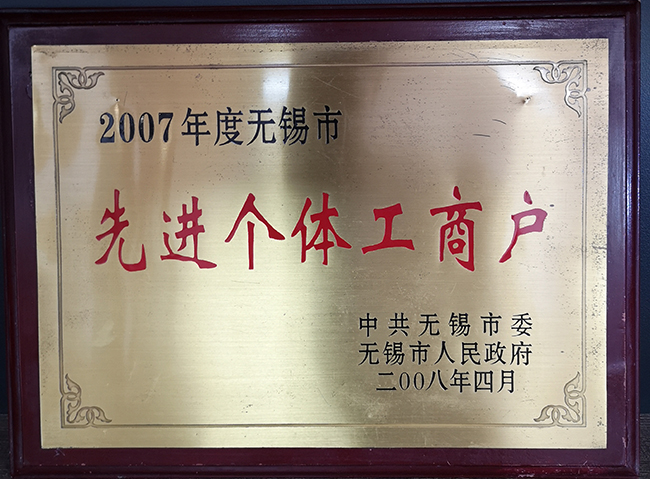 2007年度无锡市
先进个体工商户
中共无锡市委
无锡市人民政府
二00八年四月